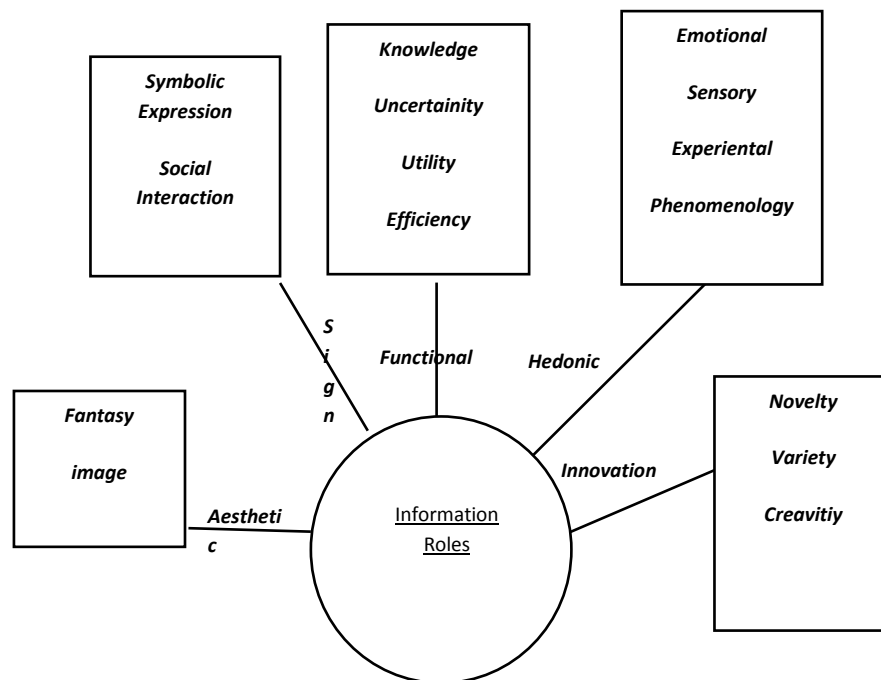 Symbolic
Expression
Social
Interaction
Knowledge
Uncertainity
Utility
Efficiency
Emotional
Sensory
Experiental
Phenomenology
Sign
Functional
Hedonic
Fantasy
image
Novelty
Variety
Creavitiy
Innovation
Aestheti
c
Information
Roles